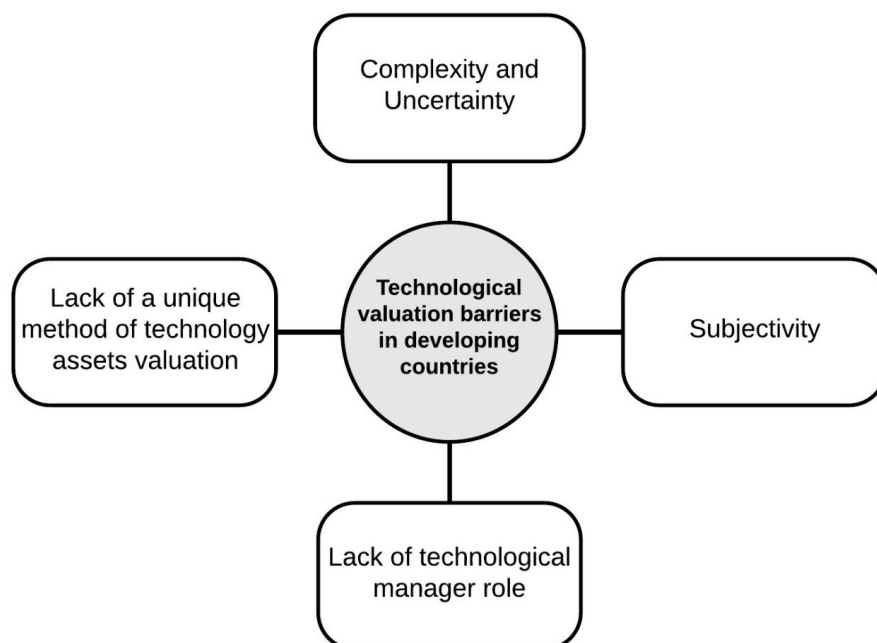 Complexity and
Uncertainty
Lack of a unique
method of technology
assets valuation
Technological
valuation barriers
in developing
countries
Subjectivity
Lack of technological
manager role